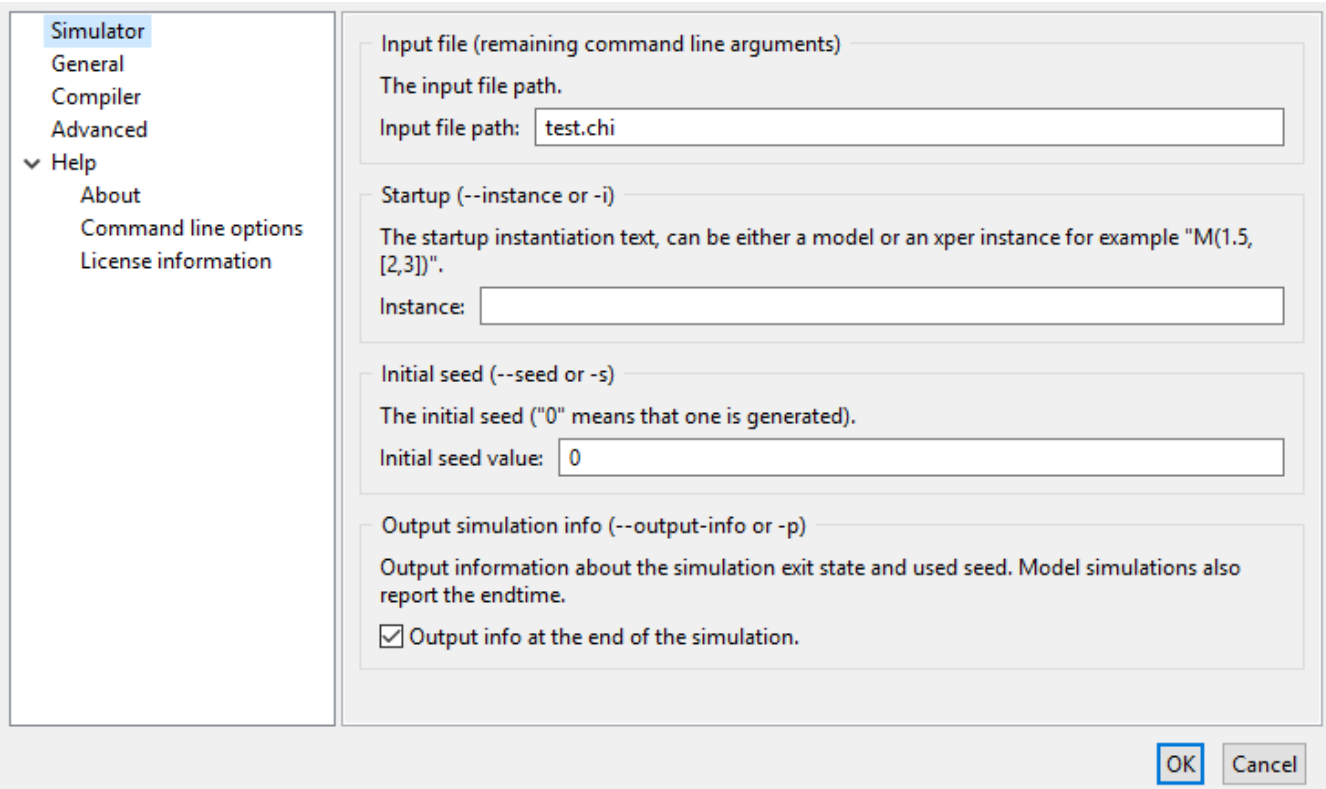 Simulator
General
Compiler
Advanced
Help
About
Command line options
License information
Input file (remaining command line arguments)
The input file path.
Input file path: test.chi
Startup (--instance or -i)
The startup instantiation text, can be either a model or an xper instance for example "M(1.5,
[2,3])".
Instance:
Initial seed (--seed or -s)
The initial seed ("0" means that one is generated).
Initial seed value: 0
Output simulation info (--output-info or -p)
Output information about the simulation exit state and used seed. Model simulations also
report the endtime.
Output info at the end of the simulation.
OK Cancel